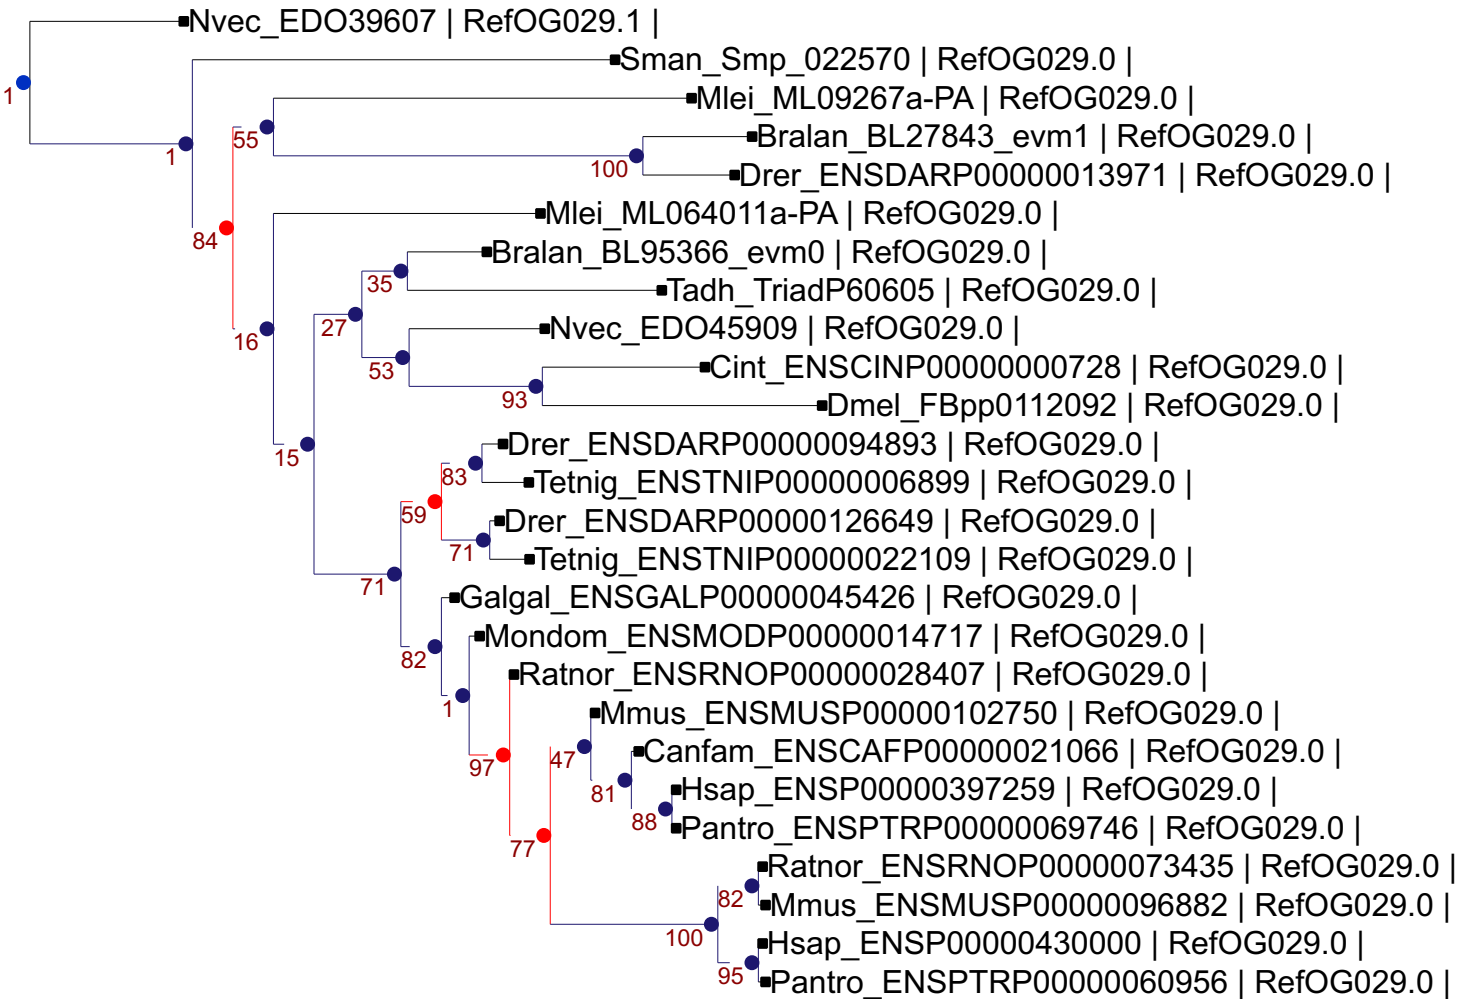 Nvec_EDO39607 | RefOG029.1 |
Sman_Smp_022570 | RefOG029.0 |
1
Mlei_ML09267a-PA | RefOG029.0 |
55
Bralan_BL27843_evm1 | RefOG029.0 |
1
100
Drer_ENSDARP00000013971 | RefOG029.0 |
Mlei_ML064011a-PA | RefOG029.0 |
84
Bralan_BL95366_evm0 | RefOG029.0 |
35
Tadh_TriadP60605 | RefOG029.0 |
27
Nvec_EDO45909 | RefOG029.0 |
16
53
Cint_ENSCINP00000000728 | RefOG029.0 |
93
Dmel_FBpp0112092 | RefOG029.0 |
Drer_ENSDARP00000094893 | RefOG029.0 |
15
83
Tetnig_ENSTNIP00000006899 | RefOG029.0 |
59
Drer_ENSDARP00000126649 | RefOG029.0 |
71
Tetnig_ENSTNIP00000022109 | RefOG029.0 |
71
Galgal_ENSGALP00000045426 | RefOG029.0 |
Mondom_ENSMODP00000014717 | RefOG029.0 |
82
Ratnor_ENSRNOP00000028407 | RefOG029.0 |
1
Mmus_ENSMUSP00000102750 | RefOG029.0 |
47
Canfam_ENSCAFP00000021066 | RefOG029.0 |
97
81
Hsap_ENSP00000397259 | RefOG029.0 |
88
Pantro_ENSPTRP00000069746 | RefOG029.0 |
77
Ratnor_ENSRNOP00000073435 | RefOG029.0 |
82
Mmus_ENSMUSP00000096882 | RefOG029.0 |
100
Hsap_ENSP00000430000 | RefOG029.0 |
95
Pantro_ENSPTRP00000060956 | RefOG029.0 |